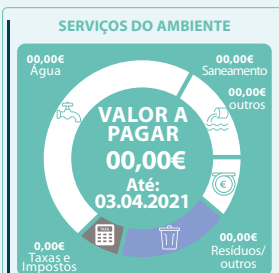 SERVIÇOS DO AMBIENTE
00,00€
Água
00,00€
Saneamento
00,00€
outros
VALOR A
PAGAR
00,00€
Até:
03.04.2021
0,00€
Taxas e
Impostos
00,00€
Resíduos/
outros